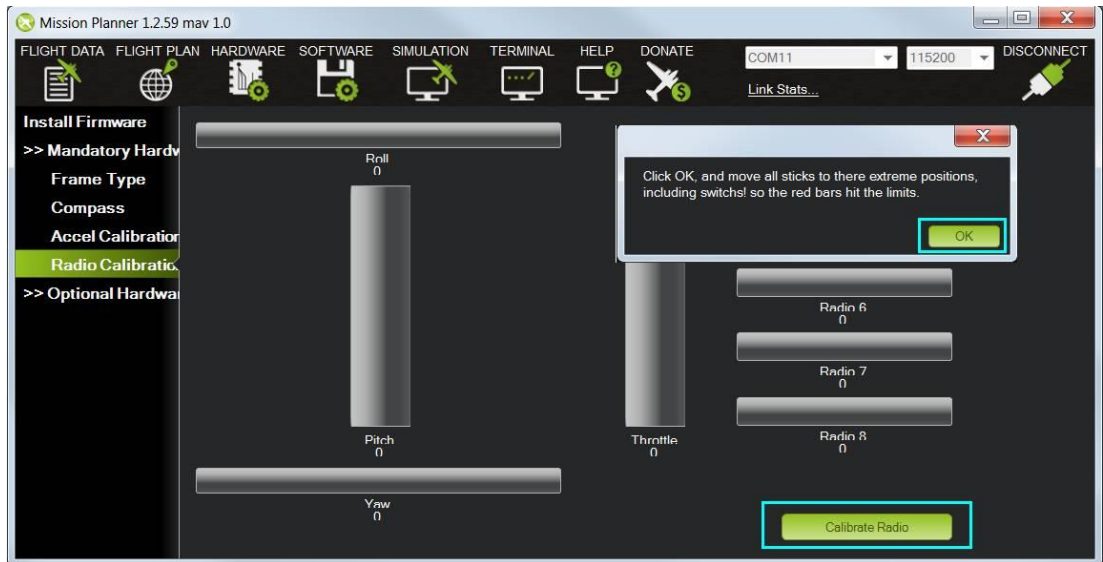 Mission Planner 1.2.59 mav 1.0
FLIGHT DATA FLIGHT PLAN HARDWARE SOFTWARE SIMULATION TERMINAL HELP DONATE COM11 115200 DISCONNECT
Link Stats...
Install Firmware
>> Mandatory Hardw
Frame Type
Compass
Accel Calibration
Radio Calibratio
>> Optional Hardwar
Roll
0
Pitch
0
Yaw
0
Throttle
0
Click OK, and move all sticks to there extreme positions,
including switchs! so the red bars hit the limits.
OK
Radio 6
0
Radio 7
0
Radio 8
0
Calibrate Radio